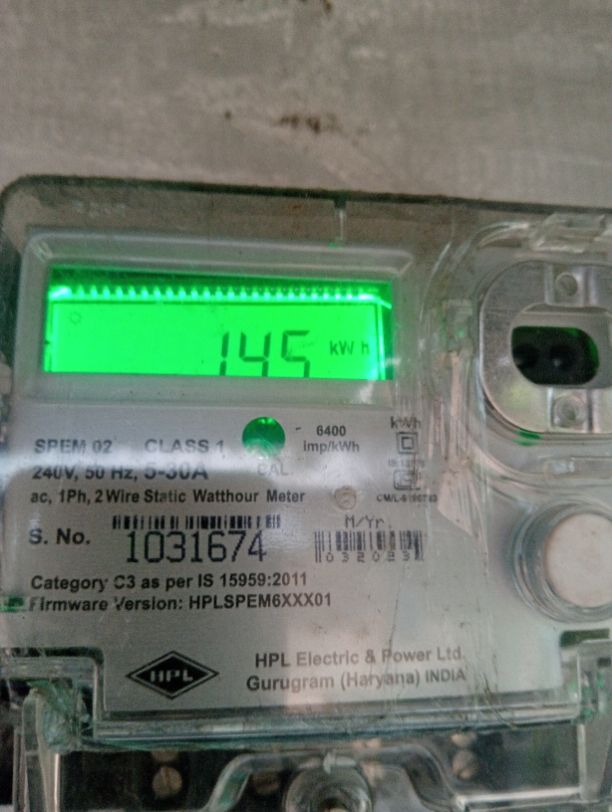 145 kWh
6400
imp/kWh
kWh
SPEM 02 CLASS 1
CAL
240V, 50 Hz, 5-30A
ac, 1Ph, 2 Wire Static Watthour Meter
M/Yr.
S. No. 1031674
Category C3 as per IS 15959:2011
Firmware Version: HPLSPEM6XXX01
HPL
HPL Electric & Power Ltd.
Gurugram (Haryana) INDIA